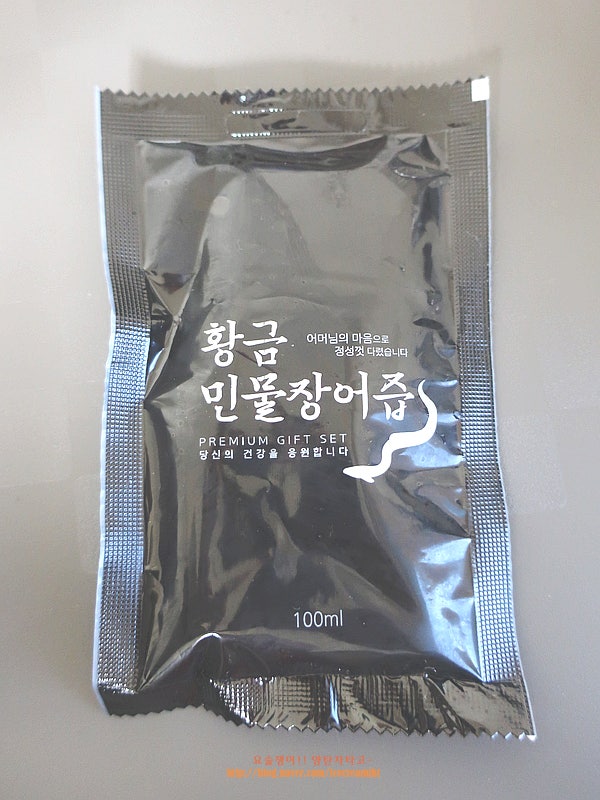 황금
어머님의 마음으로
정성껏 다렸습니다
민물장어즙
PREMIUM GIFT SET
당신의 건강을 응원합니다
100ml